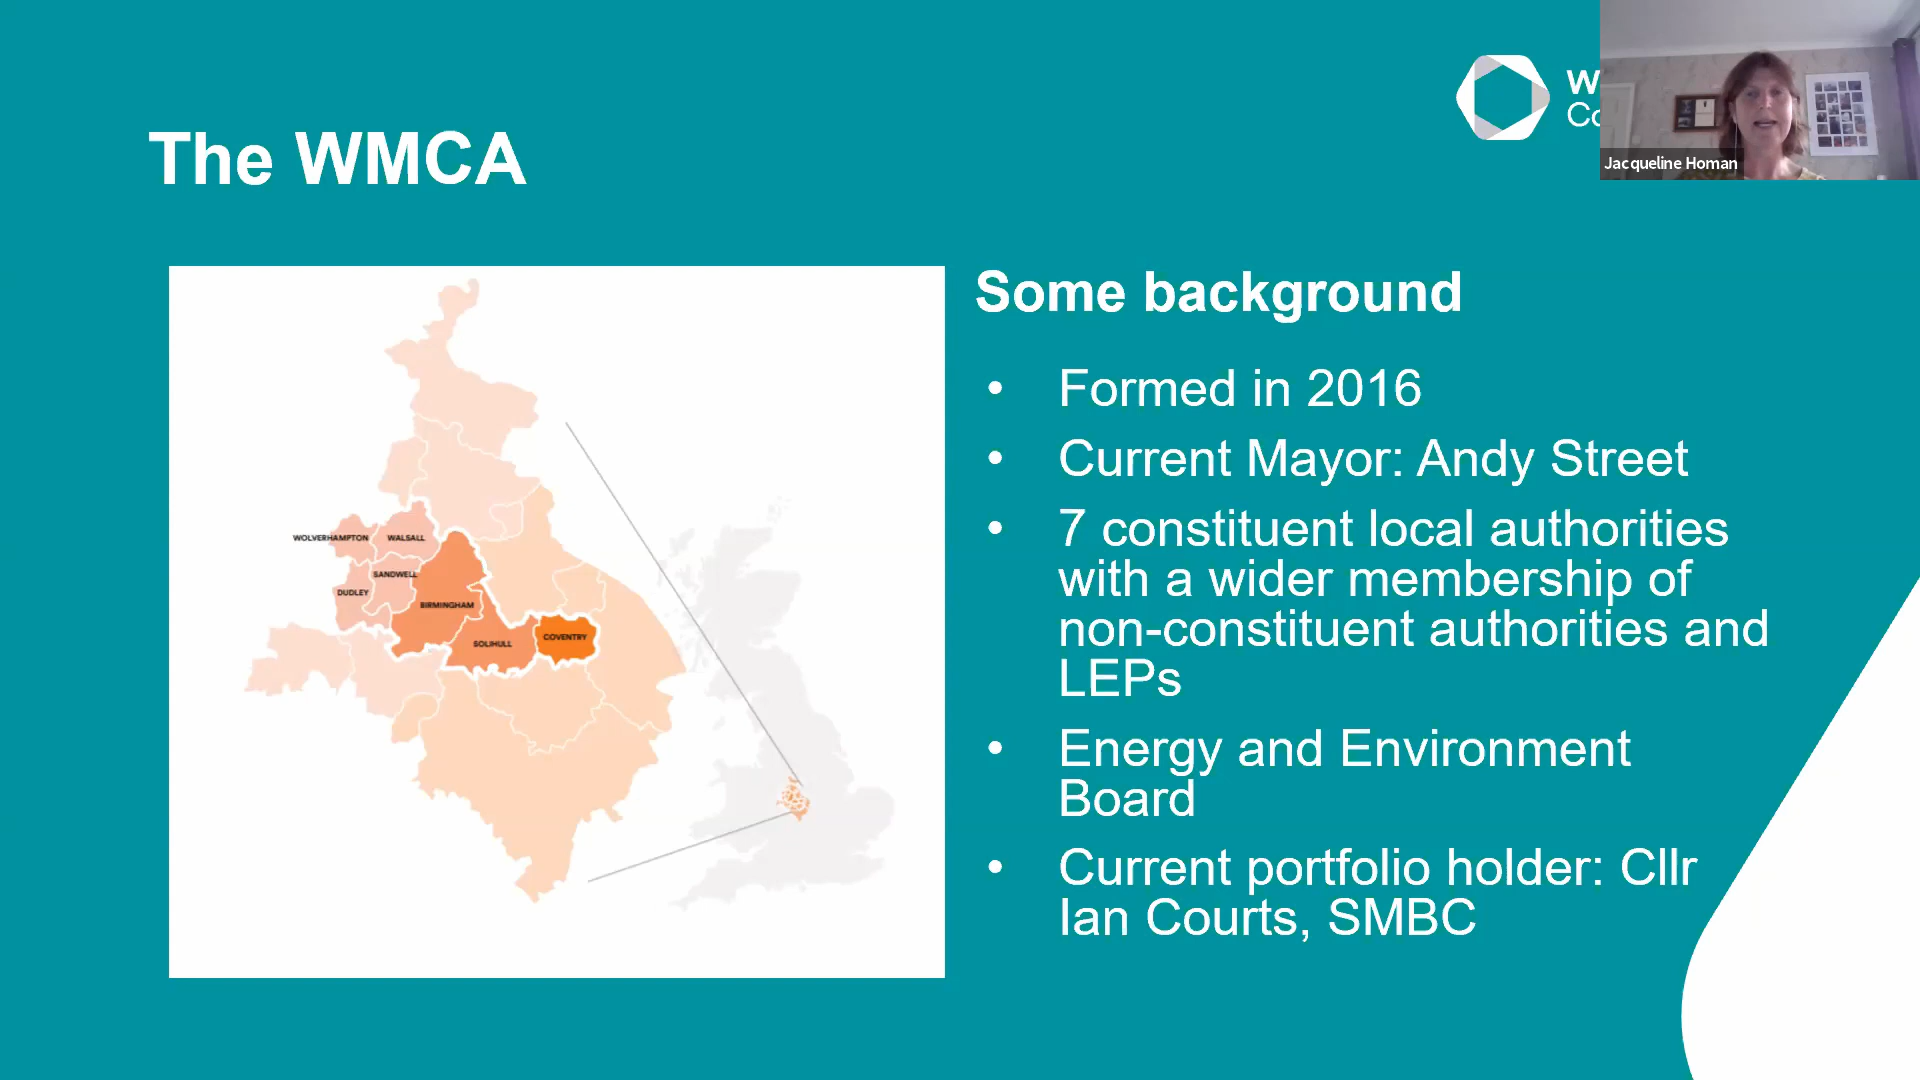 The WMCA
Jacqueline Homan
WOLVERHAMPTON
WALSALL
SANDWELL
DUDLEY
BIRMINGHAM
SOLIHULL
COVENTRY
Some background
• Formed in 2016
• Current Mayor: Andy Street
• 7 constituent local authorities
with a wider membership of
non-constituent authorities and
LEPs
• Energy and Environment
Board
• Current portfolio holder: Cllr
Ian Courts, SMBC